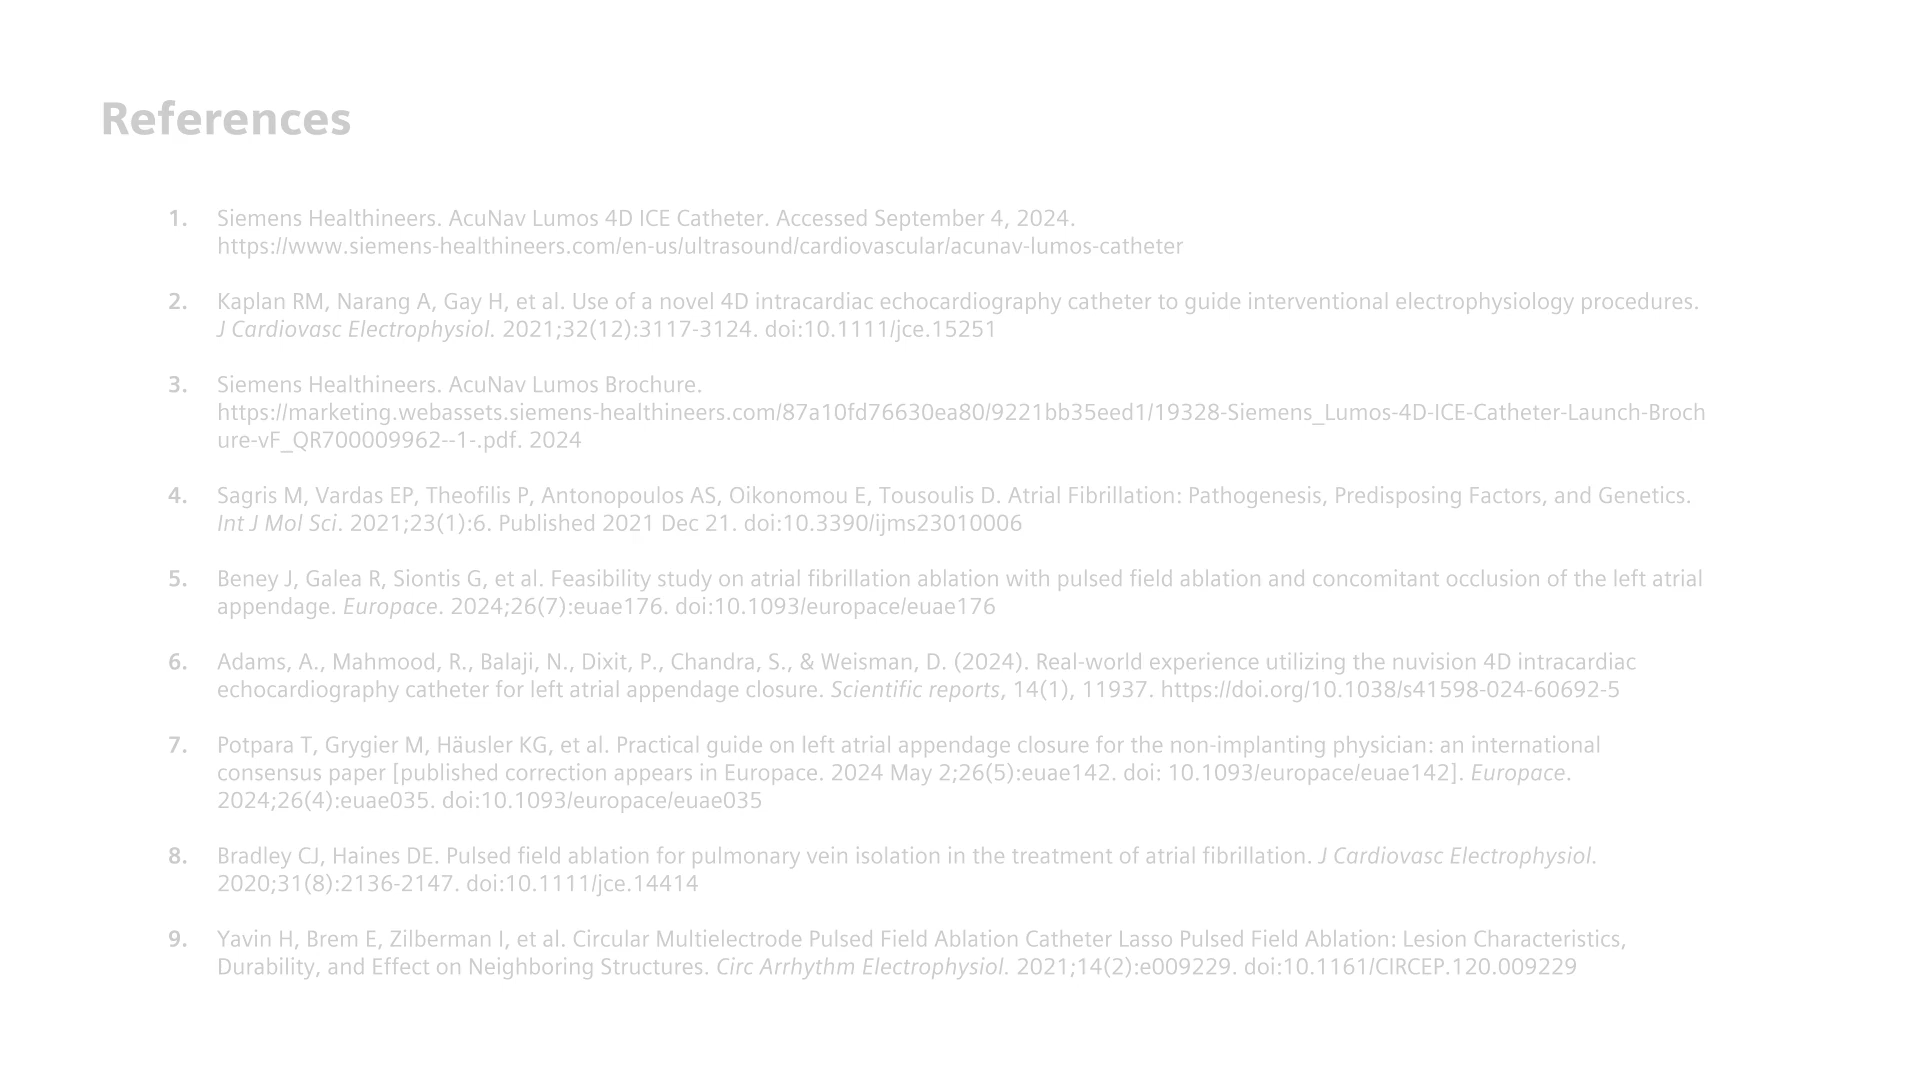 References
1. Siemens Healthineers. AcuNav Lumos 4D ICE Catheter. Accessed September 4, 2024.
https://www.siemens-healthineers.com/en-us/ultrasound/cardiovascular/acunav-lumos-catheter
2. Kaplan RM, Narang A, Gay H, et al. Use of a novel 4D intracardiac echocardiography catheter to guide interventional electrophysiology procedures.
J Cardiovasc Electrophysiol. 2021;32(12):3117-3124. doi:10.1111/jce.15251
3. Siemens Healthineers. AcuNav Lumos Brochure.
https://marketing.webassets.siemens-healthineers.com/87a10fd76630ea80/9221bb35eed1/19328-Siemens_Lumos-4D-ICE-Catheter-Launch-Broch
ure-vF_QR700009962--1-.pdf. 2024
4. Sagris M, Vardas EP, Theofilis P, Antonopoulos AS, Oikonomou E, Tousoulis D. Atrial Fibrillation: Pathogenesis, Predisposing Factors, and Genetics.
Int J Mol Sci. 2021;23(1):6. Published 2021 Dec 21. doi:10.3390/ijms23010006
5. Beney J, Galea R, Siontis G, et al. Feasibility study on atrial fibrillation ablation with pulsed field ablation and concomitant occlusion of the left atrial
appendage. Europace. 2024;26(7):euae176. doi:10.1093/europace/euae176
6. Adams, A., Mahmood, R., Balaji, N., Dixit, P., Chandra, S., & Weisman, D. (2024). Real-world experience utilizing the nuvision 4D intracardiac
echocardiography catheter for left atrial appendage closure. Scientific reports, 14(1), 11937. https://doi.org/10.1038/s41598-024-60692-5
7. Potpara T, Grygier M, Häusler KG, et al. Practical guide on left atrial appendage closure for the non-implanting physician: an international
consensus paper [published correction appears in Europace. 2024 May 2;26(5):euae142. doi: 10.1093/europace/euae142]. Europace.
2024;26(4):euae035. doi:10.1093/europace/euae035
8. Bradley CJ, Haines DE. Pulsed field ablation for pulmonary vein isolation in the treatment of atrial fibrillation. J Cardiovasc Electrophysiol.
2020;31(8):2136-2147. doi:10.1111/jce.14414
9. Yavin H, Brem E, Zilberman I, et al. Circular Multielectrode Pulsed Field Ablation Catheter Lasso Pulsed Field Ablation: Lesion Characteristics,
Durability, and Effect on Neighboring Structures. Circ Arrhythm Electrophysiol. 2021;14(2):e009229. doi:10.1161/CIRCEP.120.009229